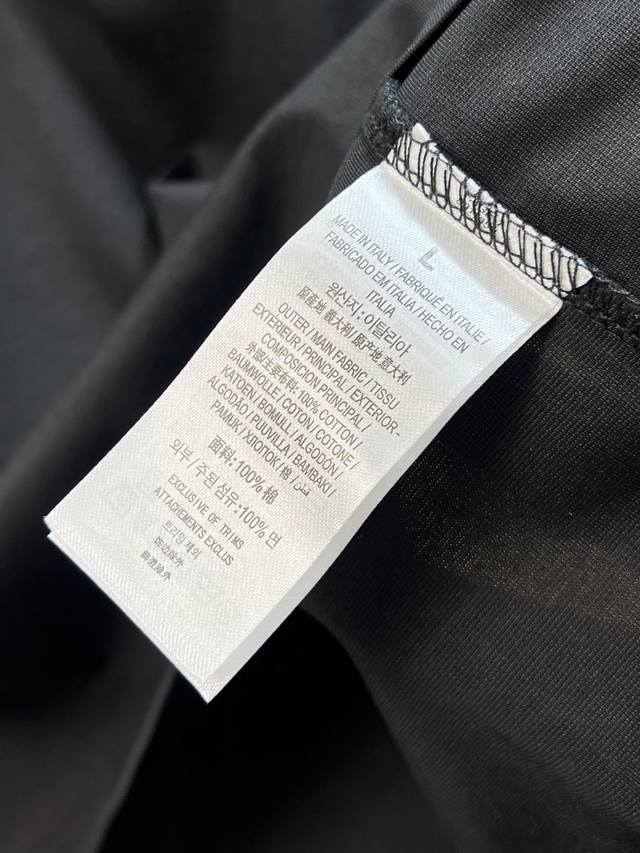 L
MADE IN ITALY / FABRIQUÉ EN ITALIE /
FABRICADO EM ITALIA / HECHO EN
ITALIA
원산지: 이탈리아
原產地 義大利 / 原产地 意大利
OUTER / MAIN FABRIC / TISSU
EXTERIEUR / PRINCIPAL / EXTERIOR-
COMPOSICION PRINCIPAL /
外部主要布料: 100% COTTON /
BAUMWOLLE / COTON / COTONE /
KATOEN / BOMULL / ALGODÓN /
ALGODÃO / PUUVILLA / BAMBAKI /
PAMUK / ХЛОПОК / 棉 / قطن /
面料: 100% 棉
외부 / 주된 섬유: 100% 면
EXCLUSIVE OF TRIMS
ATTACHEMENTS EXCLUS
트리밍 제외